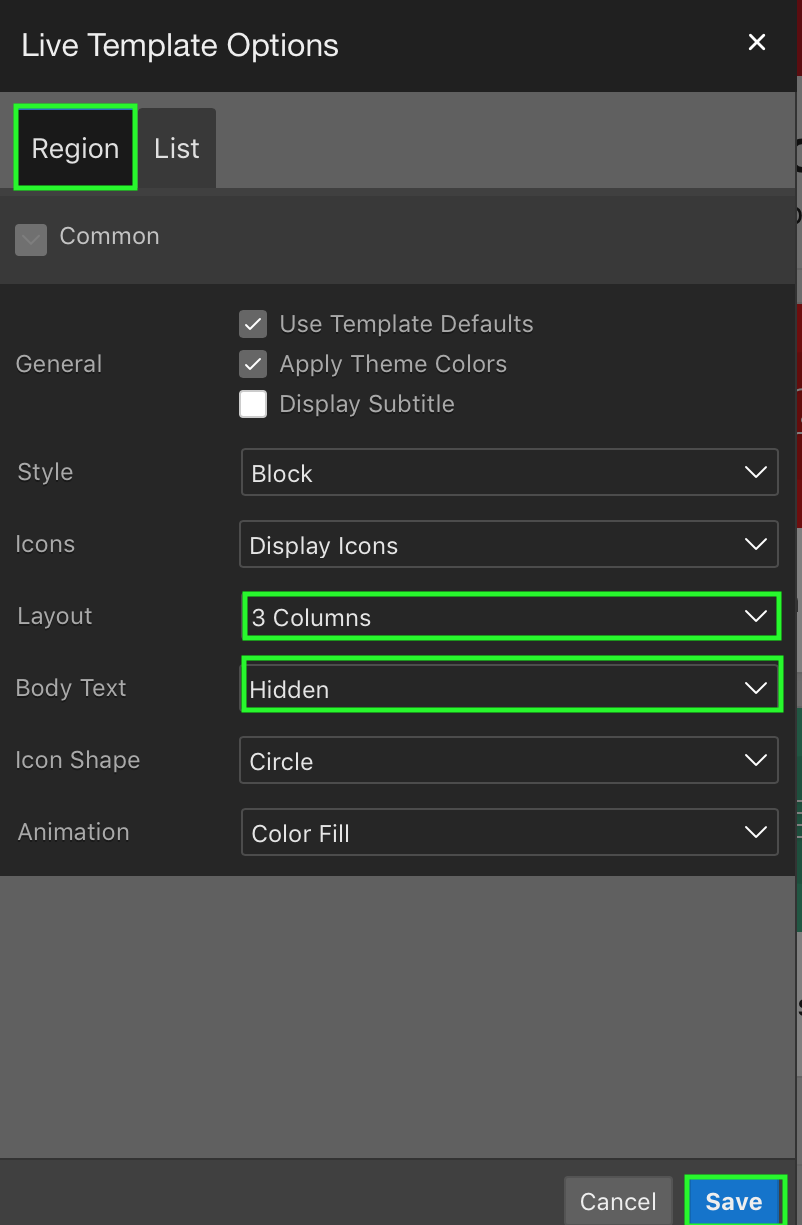 Live Template Options
Region
List
Common
General
Use Template Defaults
Apply Theme Colors
Display Subtitle
Style
Block
Icons
Display Icons
Layout
3 Columns
Body Text
Hidden
Icon Shape
Circle
Animation
Color Fill
Cancel
Save